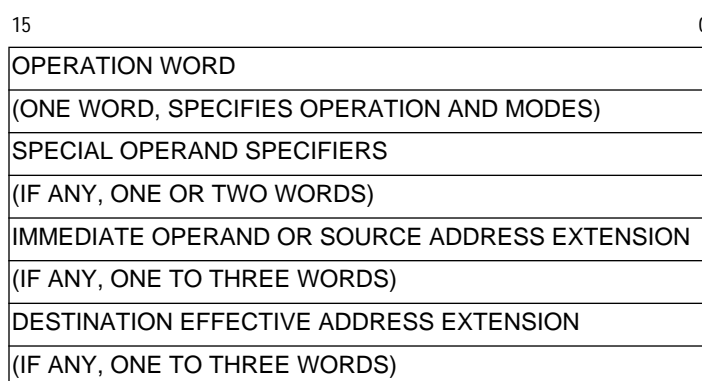 15 0
OPERATION WORD
(ONE WORD, SPECIFIES OPERATION AND MODES)
SPECIAL OPERAND SPECIFIERS
(IF ANY, ONE OR TWO WORDS)
IMMEDIATE OPERAND OR SOURCE ADDRESS EXTENSION
(IF ANY, ONE TO THREE WORDS)
DESTINATION EFFECTIVE ADDRESS EXTENSION
(IF ANY, ONE TO THREE WORDS)